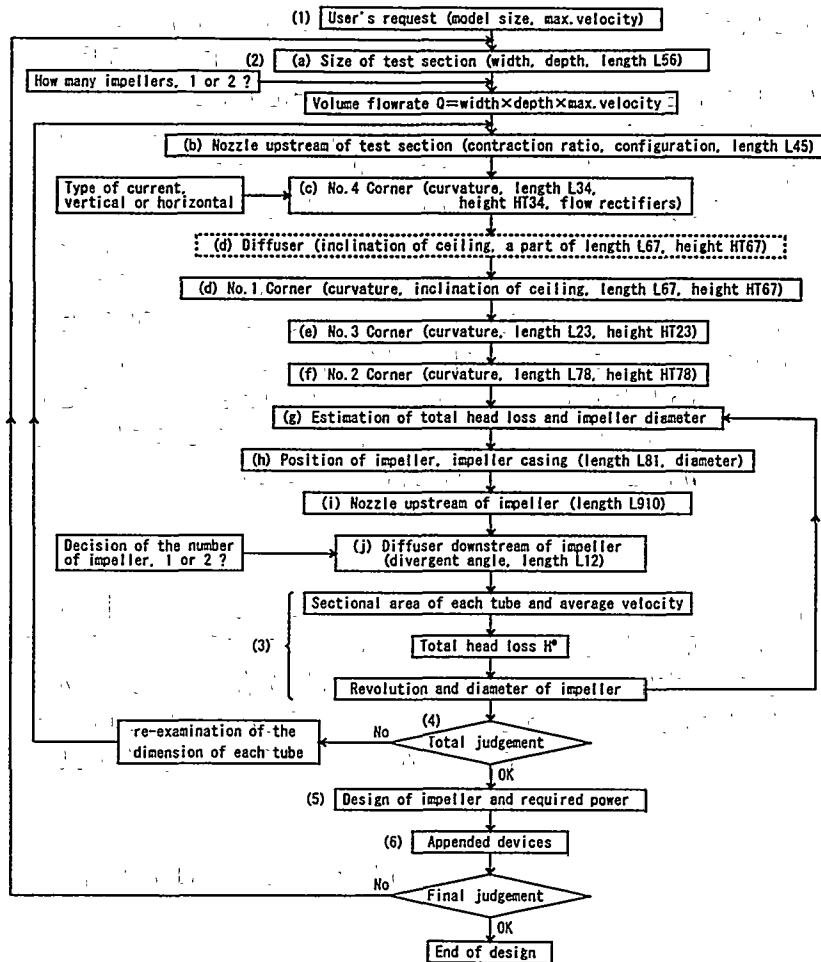 (1) User's request (model size, max.velocity)
(2) (a) Size of test section (width, depth, length L56)
How many impellers, 1 or 2 ?
Volume flowrate Q=width×depth×max.velocity
(b) Nozzle upstream of test section (contraction ratio, configuration, length L45)
Type of current,
vertical or horizontal
(c) No.4 Corner (curvature, length L34,
height HT34, flow rectifiers)
(d) Diffuser (inclination of ceiling, a part of length L67, height HT67)
(d) No.1 Corner (curvature, inclination of ceiling, length L67, height HT67)
(e) No.3 Corner (curvature, length L23, height HT23)
(f) No.2 Corner (curvature, length L78, height HT78)
(g) Estimation of total head loss and impeller diameter
(h) Position of impeller, impeller casing (length L81, diameter)
(i) Nozzle upstream of impeller (length L910)
Decision of the number
of impeller, 1 or 2 ?
(j) Diffuser downstream of impeller
(divergent angle, length L12)
(3)
Sectional area of each tube and average velocity
Total head loss H*
Revolution and diameter of impeller
(4)
Total judgement
No
re-examination of the
dimension of each tube
OK
(5) Design of impeller and required power
(6) Appended devices
No
Final judgement
OK
End of design